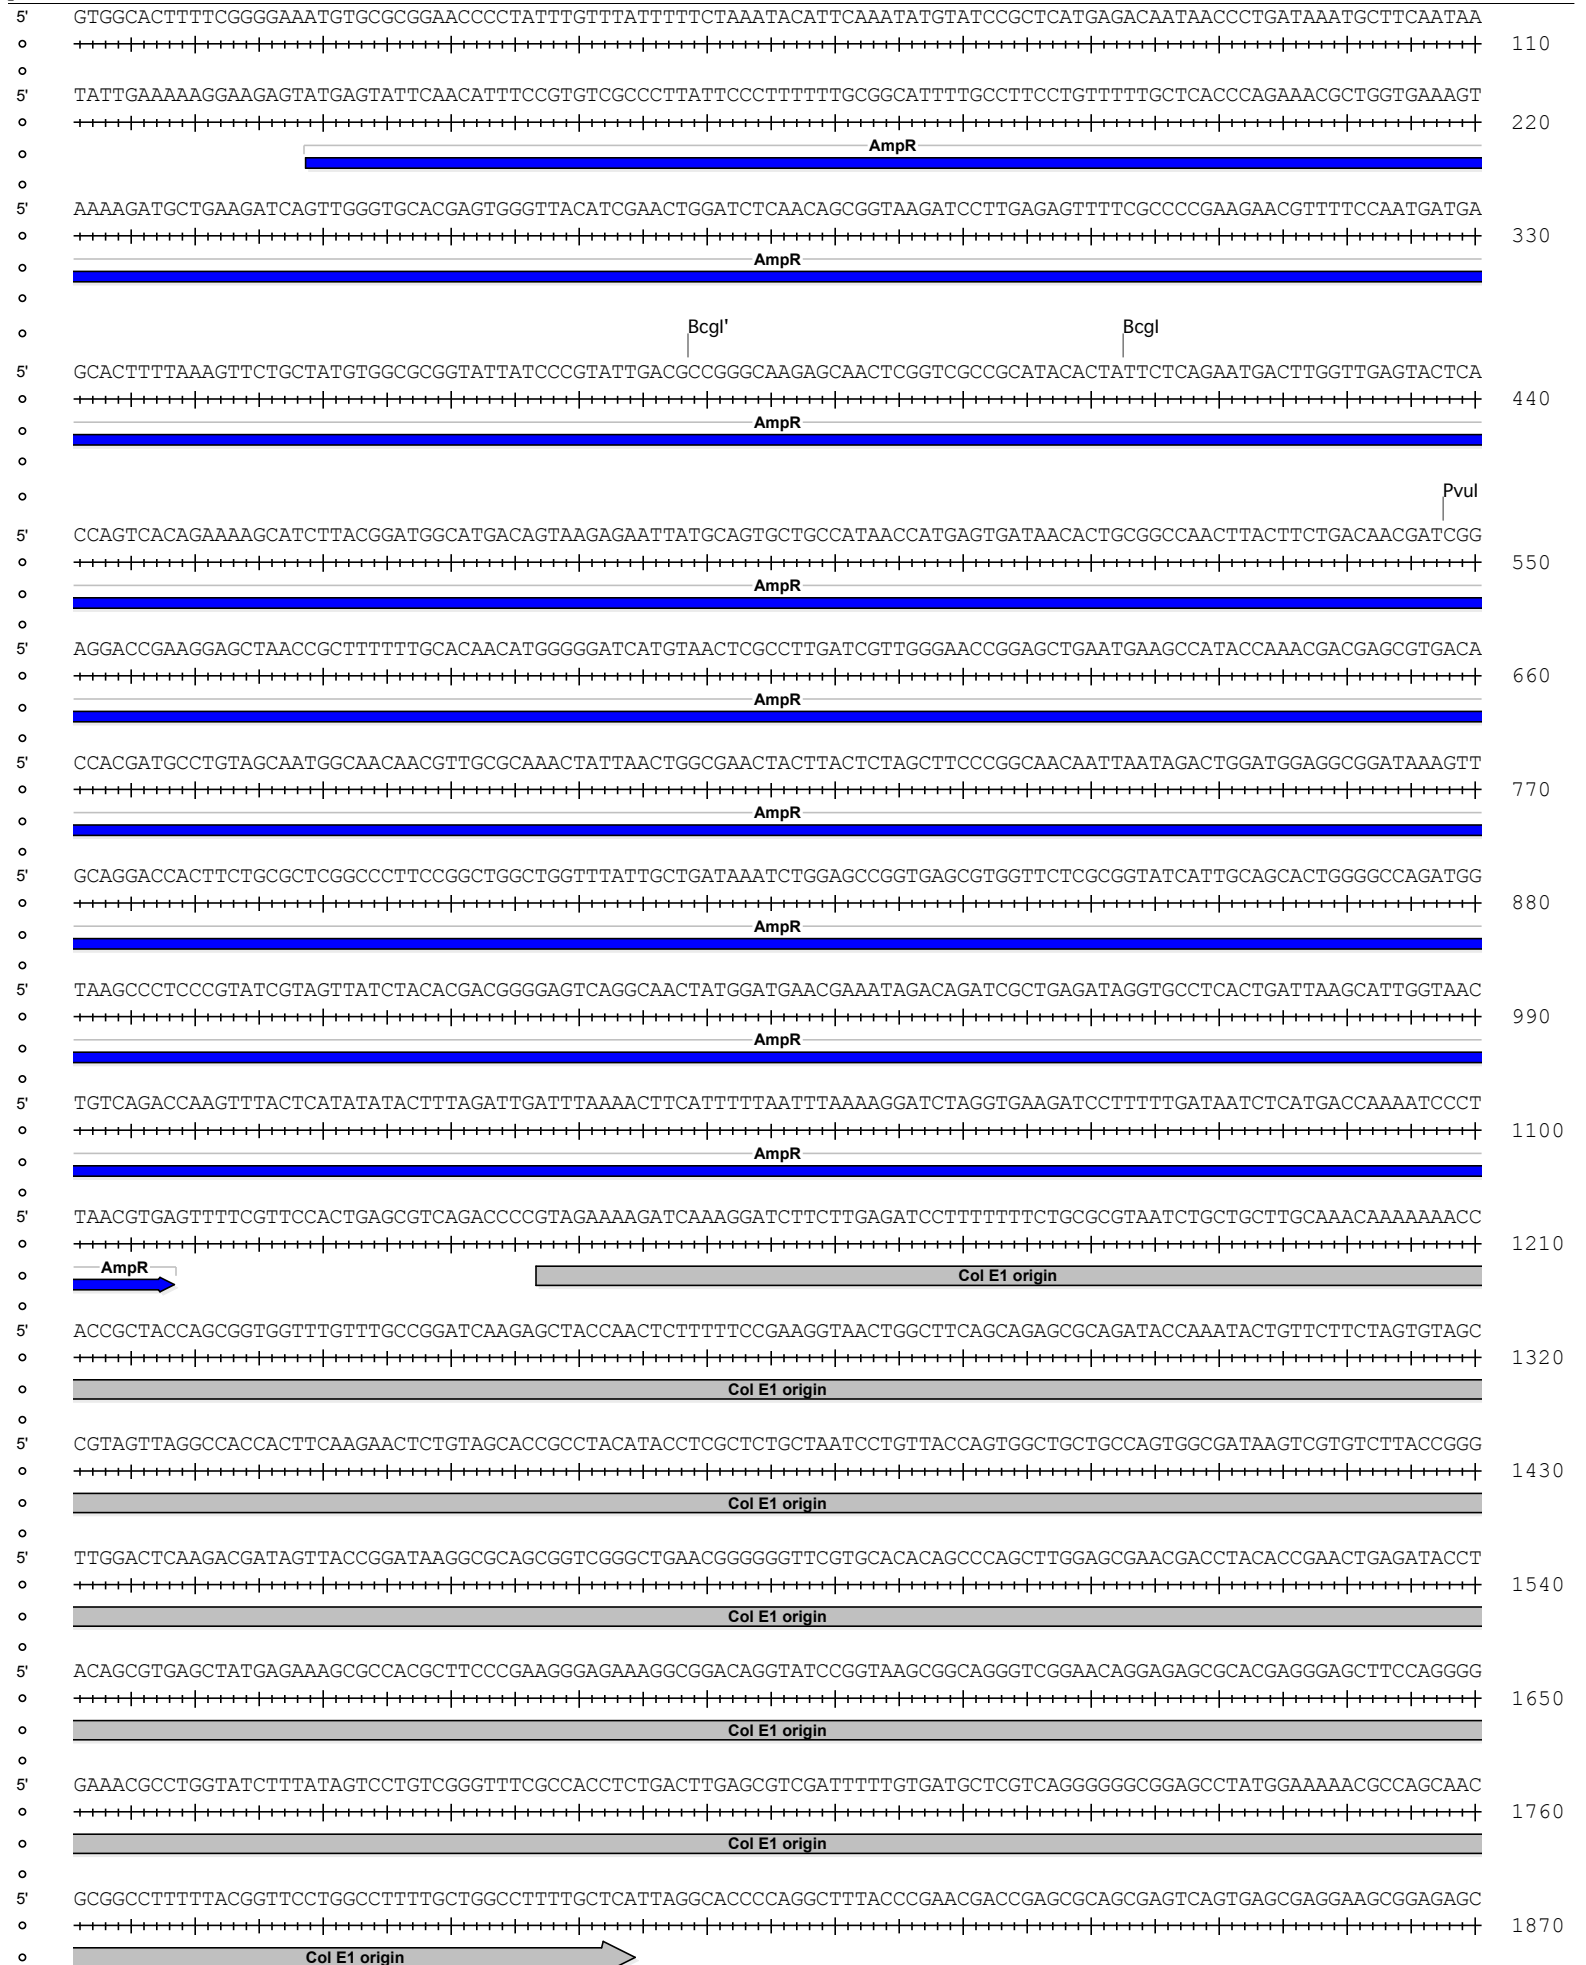 5' GTGGCACTTTTCGGGGAAATGTGCGCGGAACCCCTATTTGTTTATTTTTCTAAATACATTCAAATATGTATCCGCTCATGAGACAATAACCCTGATAAATGCTTCAATAA
110
5' TATTGAAAAAGGAAGAGTATGAGTATTCAACATTTCCGTGTCGCCCTTATTCCCTTTTTTGCGGCATTTTGCCTTCCTGTTTTTGCTCACCCAGAAACGCTGGTGAAAGT
220
AmpR
5' AAAAGATGCTGAAGATCAGTTGGGTGCACGAGTGGGTTACATCGAACTGGATCTCAACAGCGGTAAGATCCTTGAGAGTTTTCGCCCCGAAGAACGTTTTCCAATGATGA
330
AmpR
BcgI' BcgI
5' GCACTTTTAAAGTTCTGCTATGTGGCGCGGTATTATCCCGTATTGACGCCGGGCAAGAGCAACTCGGTCGCCGCATACACTATTCTCAGAATGACTTGGTTGAGTACTCA
440
AmpR
PvuI
5' CCAGTCACAGAAAAGCATCTTACGGATGGCATGACAGTAAGAGAATTATGCAGTGCTGCCATAACCATGAGTGATAACACTGCGGCCAACTTACTTCTGACAACGATCGG
550
AmpR
5' AGGACCGAAGGAGCTAACCGCTTTTTTGCACAACATGGGGGATCATGTAACTCGCCTTGATCGTTGGGAACCGGAGCTGAATGAAGCCATACCAAACGACGAGCGTGACA
660
AmpR
5' CCACGATGCCTGTAGCAATGGCAACAACGTTGCGCAAACTATTAACTGGCGAACTACTTACTCTAGCTTCCCGGCAACAATTAATAGACTGGATGGAGGCGGATAAAGTT
770
AmpR
5' GCAGGACCACTTCTGCGCTCGGCCCTTCCGGCTGGCTGGTTTATTGCTGATAAATCTGGAGCCGGTGAGCGTGGTTCTCGCGGTATCATTGCAGCACTGGGGCCAGATGG
880
AmpR
5' TAAGCCCTCCCGTATCGTAGTTATCTACACGACGGGGAGTCAGGCAACTATGGATGAACGAAATAGACAGATCGCTGAGATAGGTGCCTCACTGATTAAGCATTGGTAAC
990
AmpR
5' TGTCAGACCAAGTTTACTCATATATACTTTAGATTGATTTAAAACTTCATTTTTAATTTAAAAGGATCTAGGTGAAGATCCTTTTTGATAATCTCATGACCAAAATCCCT
1100
AmpR
5' TAACGTGAGTTTTCGTTCCACTGAGCGTCAGACCCCGTAGAAAAGATCAAAGGATCTTCTTGAGATCCTTTTTTTCTGCGCGTAATCTGCTGCTTGCAAACAAAAAAACC
1210
AmpR Col E1 origin
5' ACCGCTACCAGCGGTGGTTTGTTTGCCGGATCAAGAGCTACCAACTCTTTTTCCGAAGGTAACTGGCTTCAGCAGAGCGCAGATACCAAATACTGTTCTTCTAGTGTAGC
1320
Col E1 origin
5' CGTAGTTAGGCCACCACTTCAAGAACTCTGTAGCACCGCCTACATACCTCGCTCTGCTAATCCTGTTACCAGTGGCTGCTGCCAGTGGCGATAAGTCGTGTCTTACCGGG
1430
Col E1 origin
5' TTGGACTCAAGACGATAGTTACCGGATAAGGCGCAGCGGTCGGGCTGAACGGGGGGTTCGTGCACACAGCCCAGCTTGGAGCGAACGACCTACACCGAACTGAGATACCT
1540
Col E1 origin
5' ACAGCGTGAGCTATGAGAAAGCGCCACGCTTCCCGAAGGGAGAAAGGCGGACAGGTATCCGGTAAGCGGCAGGGTCGGAACAGGAGAGCGCACGAGGGAGCTTCCAGGGG
1650
Col E1 origin
5' GAAACGCCTGGTATCTTTATAGTCCTGTCGGGTTTCGCCACCTCTGACTTGAGCGTCGATTTTTGTGATGCTCGTCAGGGGGGCGGAGCCTATGGAAAAACGCCAGCAAC
1760
Col E1 origin
5' GCGGCCTTTTTACGGTTCCTGGCCTTTTGCTGGCCTTTTGCTCATTAGGCACCCCAGGCTTTACCCGAACGACCGAGCGCAGCGAGTCAGTGAGCGAGGAAGCGGAGAGC
1870
Col E1 origin